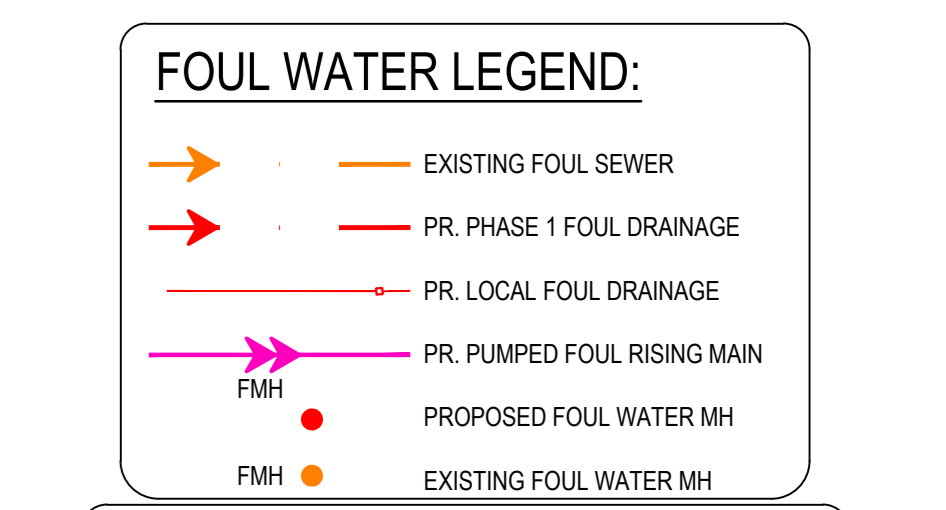 FOUL WATER LEGEND:
EXISTING FOUL SEWER
PR. PHASE 1 FOUL DRAINAGE
PR. LOCAL FOUL DRAINAGE
PR. PUMPED FOUL RISING MAIN
FMH
PROPOSED FOUL WATER MH
FMH EXISTING FOUL WATER MH